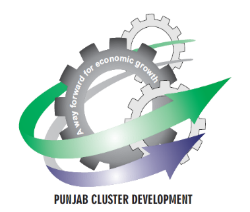 A way forward for economic growth
PUNJAB CLUSTER DEVELOPMENT